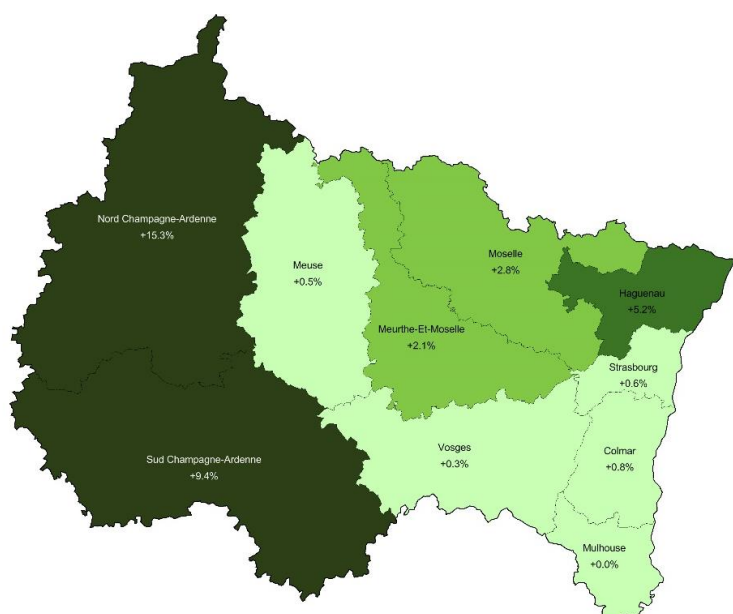 Nord Champagne-Ardenne
+15.3%
Meuse
+0.5%
Moselle
+2.8%
Haguenau
+5.2%
Meurthe-Et-Moselle
+2.1%
Strasbourg
+0.6%
Sud Champagne-Ardenne
+9.4%
Vosges
+0.3%
Colmar
+0.8%
Mulhouse
+0.0%